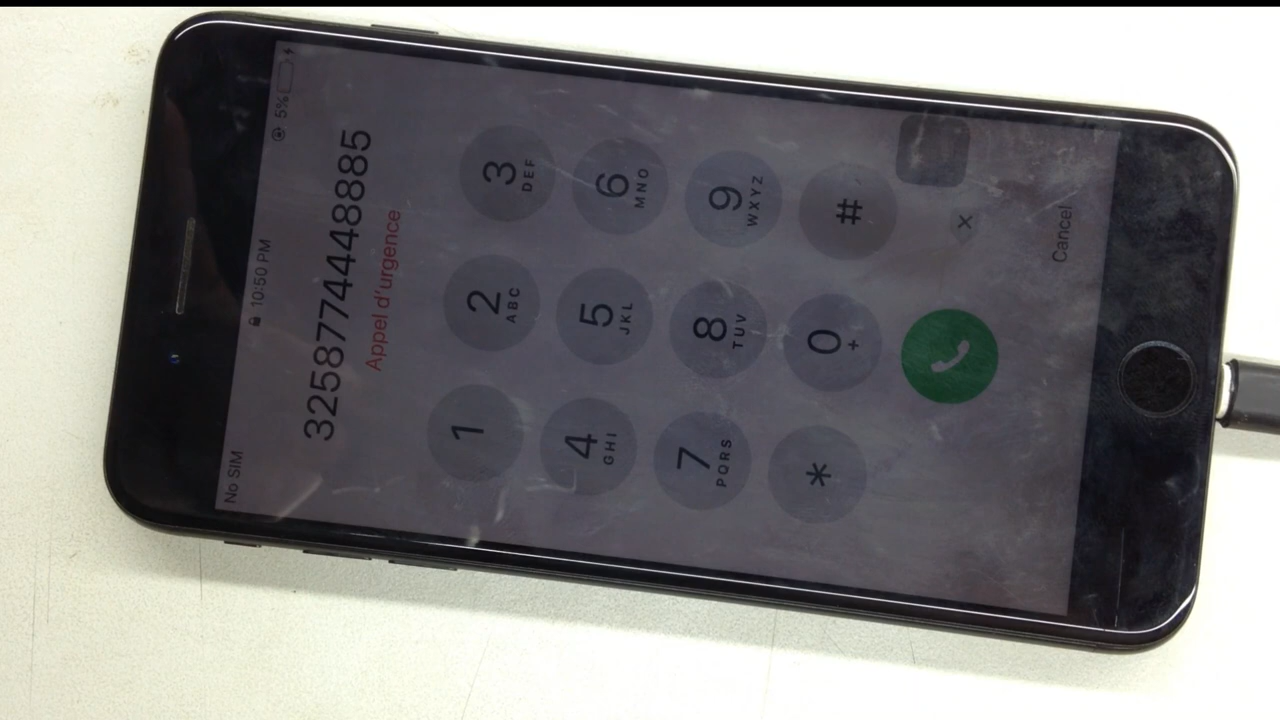 No SIM 10:50 PM 5%
3258774448885
Appel d'urgence
1 2 ABC 3 DEF
4 GHI 5 JKL 6 MNO
7 PQRS 8 TUV 9 WXYZ
* 0 + #
Cancel